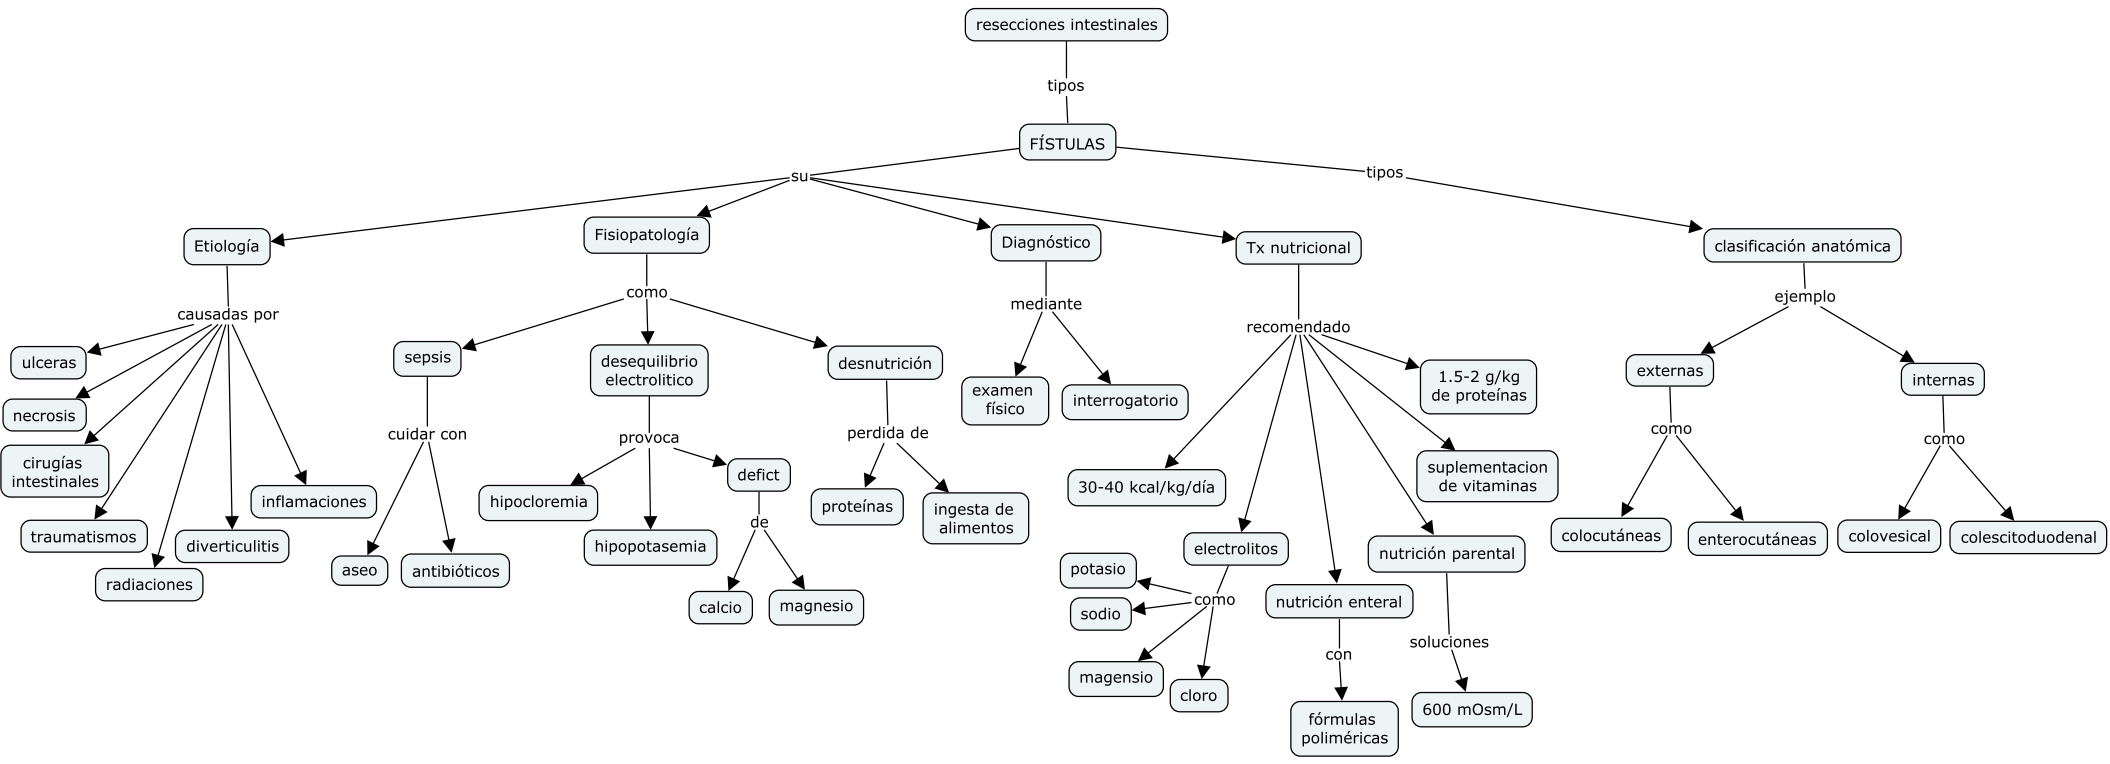 resecciones intestinales
tipos
FÍSTULAS
su
tipos
Etiología
Fisiopatología
Diagnóstico
Tx nutricional
clasificación anatómica
causadas por
ulceras
necrosis
cirugías
intestinales
traumatismos
radiaciones
diverticulitis
inflamaciones
como
sepsis
cuidar con
aseo
antibióticos
desequilibrio
electrolitico
provoca
hipocloremia
hipopotasemia
defict
de
calcio
magnesio
desnutrición
perdida de
proteínas
ingesta de
alimentos
mediante
examen
físico
interrogatorio
recomendado
30-40 kcal/kg/día
electrolitos
como
potasio
sodio
magensio
cloro
nutrición enteral
con
fórmulas
poliméricas
nutrición parental
soluciones
600 mOsm/L
suplementacion
de vitaminas
1.5-2 g/kg
de proteínas
ejemplo
externas
como
colocutáneas
enterocutáneas
internas
como
colovesical
colescitoduodenal